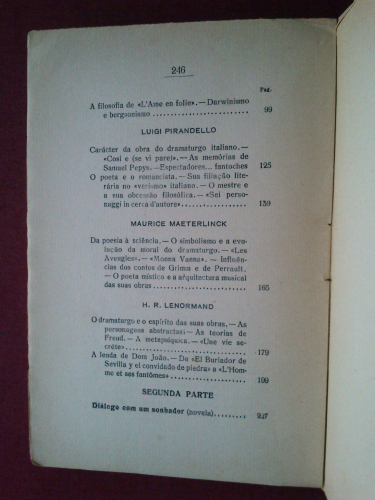 246
Pag.
A filosofia de «L'Ame en folie». — Darwinismo
e bergsonismo 99
LUIGI PIRANDELLO
Carácter da obra do dramaturgo italiano. —
«Cosi e (se vi pare)». — As memórias de
Samuel Pepys. — Espectadores... fantoches 125
O poeta e o romancista. — Sua filiação lite-
rária no «verismo» italiano. — O mestre e
a sua obcessão filosófica. — «Sei perso-
naggi in cerca d'autore» 139
MAURICE MAETERLINCK
Da poesia à sciência. — O simbolismo e a evo-
lução da moral do dramaturgo. — «Les
Aveugles». — «Monna Vanna». — Influên-
cias dos contos de Grimm e de Perrault.
— O poeta místico e a arquitectura musical
das suas obras 165
H. R. LENORMAND
O dramaturgo e o espírito das suas obras. — As
personagens abstractas. — As teorias de
Freud. — A metapsíquica. — «Une vie se-
crète» 179
A lenda de Dom João. — Do «El Burlador de
Sevilla y el convidado de piedra» a «L'Hom-
me et ses fantômes» 199
SEGUNDA PARTE
Diálogo com um sonhador (novela) 227